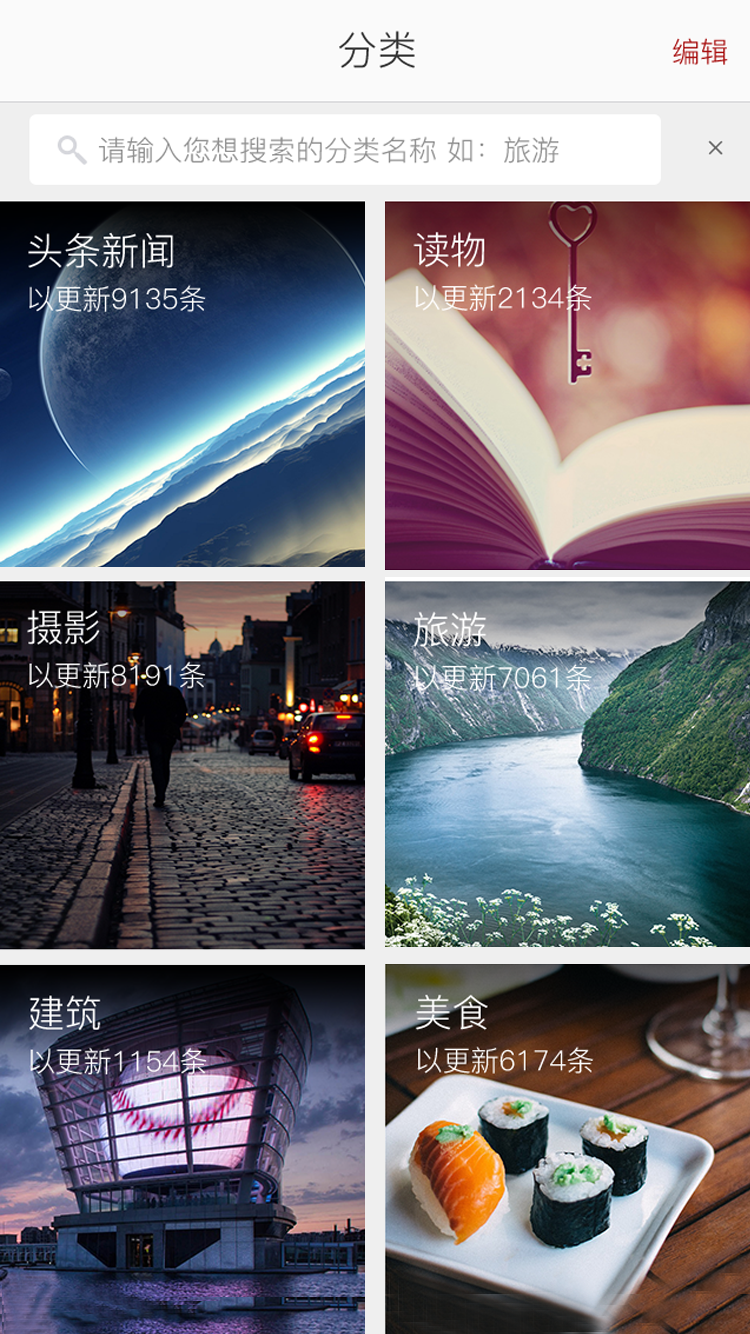 分类
编辑
请输入您想搜索的分类名称 如：旅游
×
头条新闻
以更新9135条
读物
以更新2134条
摄影
以更新8191条
旅游
以更新7061条
建筑
以更新1154条
美食
以更新6174条